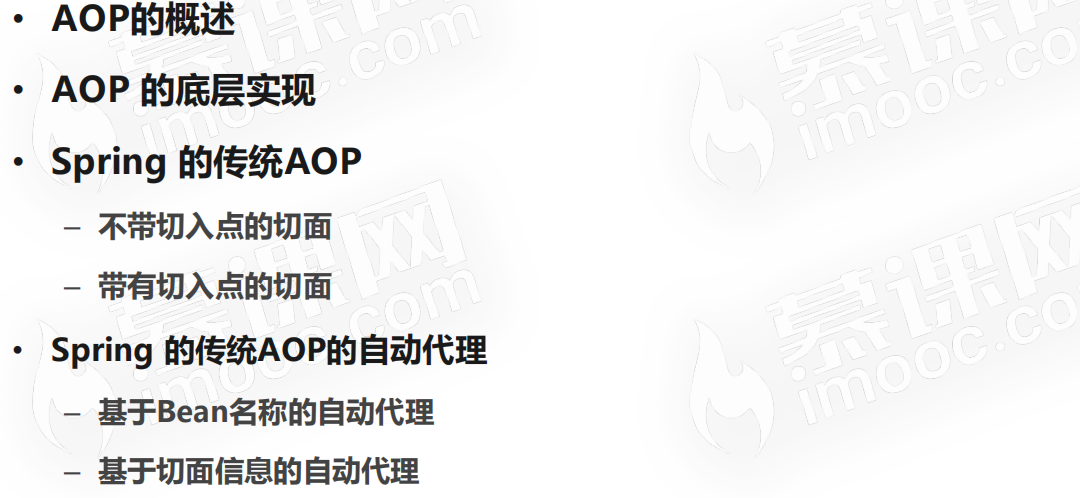 • AOP的概述
• AOP 的底层实现
• Spring 的传统AOP
– 不带切入点的切面
– 带有切入点的切面
• Spring 的传统AOP的自动代理
– 基于Bean名称的自动代理
– 基于切面信息的自动代理
慕课网
imooc.com
慕课网
imooc.co
慕课网
imooc.com
慕课网
imooc.co